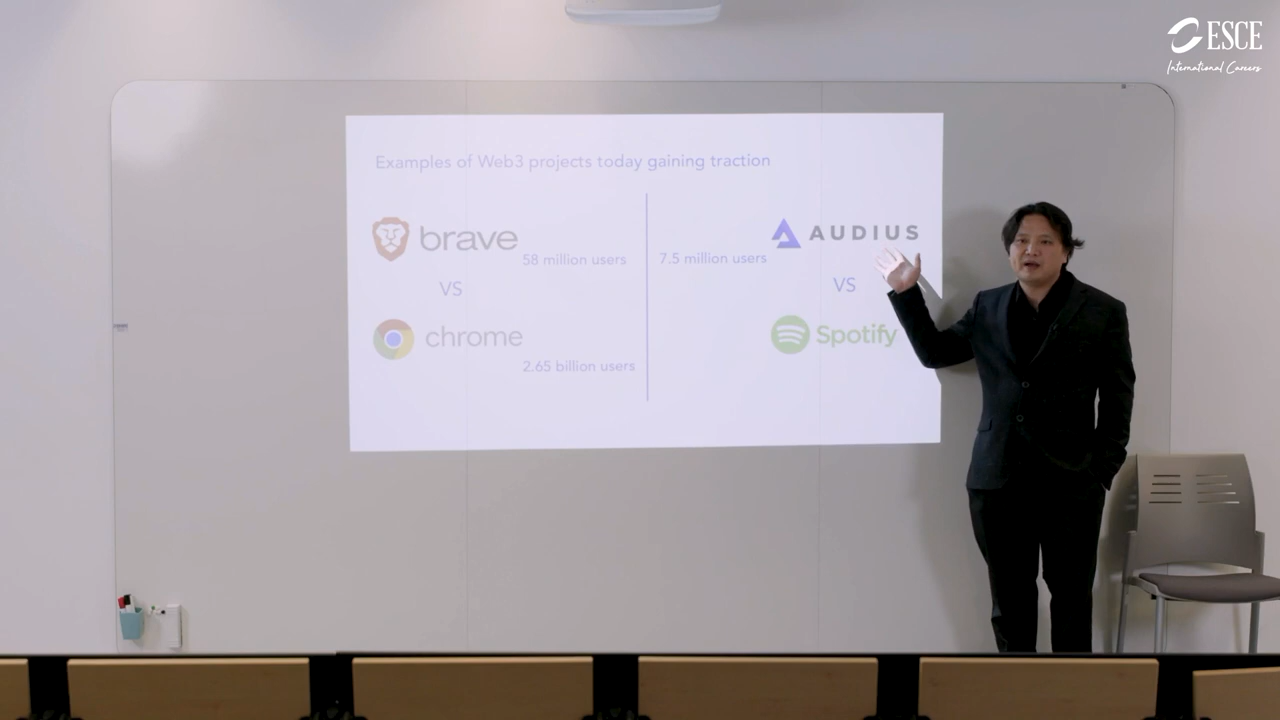 ESCE
International Careers
Examples of Web3 projects today gaining traction
brave
58 million users
VS
chrome
2.65 billion users
AUDIUS
7.5 million users
VS
Spotify